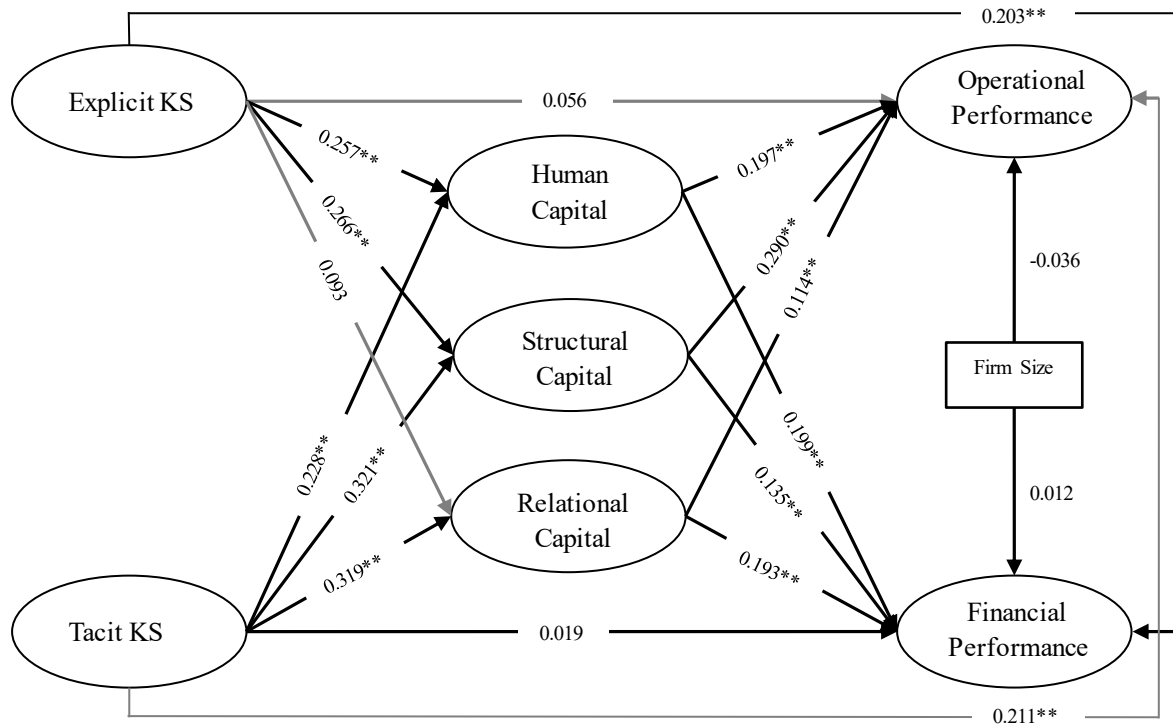 0.203**
Explicit KS
0.056
Operational
Performance
0.257**
0.197**
Human
Capital
0.266**
0.290**
0.093
0.114**
-0.036
Structural
Capital
Firm Size
0.228**
0.321**
0.199**
0.135**
Relational
Capital
0.012
0.319**
0.193**
Tacit KS
0.019
Financial
Performance
0.211**